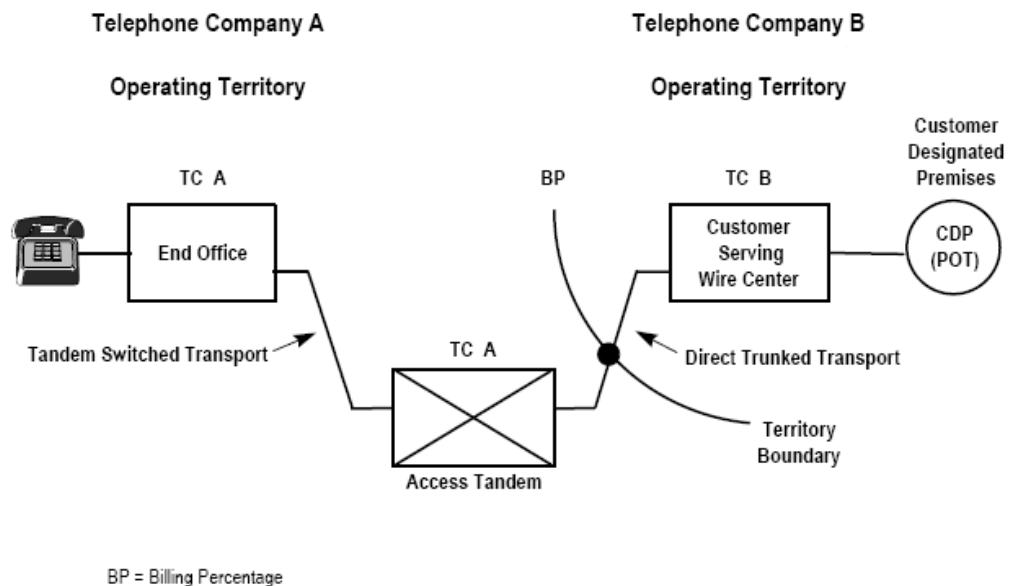 Telephone Company A
Telephone Company B
Operating Territory
Operating Territory
Customer
Designated
Premises
TC A
BP
TC B
End Office
Customer
Serving
Wire Center
CDP
(POT)
Tandem Switched Transport
TC A
Direct Trunked Transport
Territory
Boundary
Access Tandem
BP = Billing Percentage